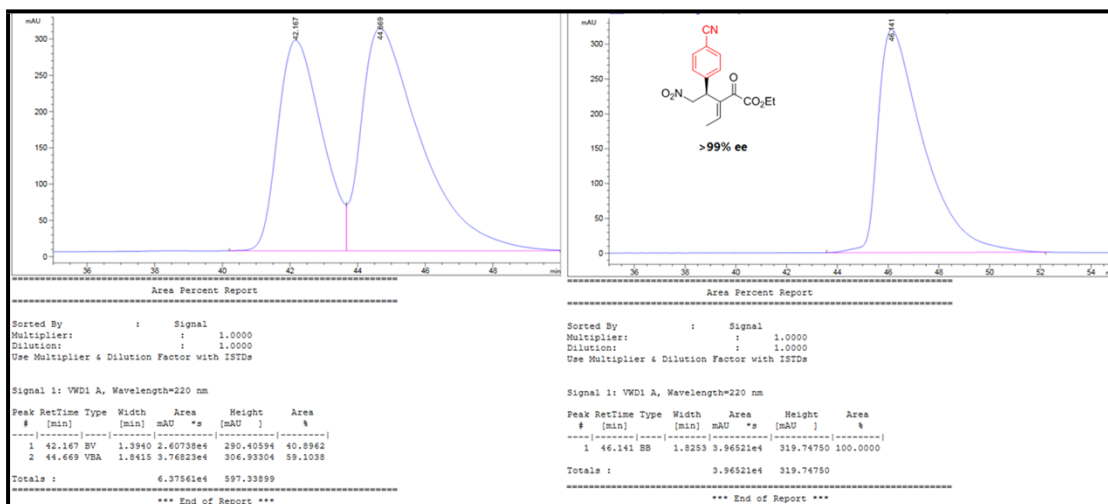 mAU
42.167
44.669
300
250
200
150
100
50
0
36 38 40 42 44 46 48 min
==================================================
Area Percent Report
==================================================
Sorted By : Signal
Multiplier: : 1.0000
Dilution: : 1.0000
Use Multiplier & Dilution Factor with ISTDs
Signal 1: VWD1 A, Wavelength=220 nm
Peak RetTime Type Width Area Height Area
# [min] [min] mAU *s [mAU ] %
----|-------|----|-------|----------|----------|--------|
1 42.167 BV 1.3940 2.60738e4 290.40594 40.8962
2 44.669 VBA 1.8415 3.76823e4 306.93304 59.1038
Totals : 6.37561e4 597.33899
==================================================
*** End of Report ***
mAU
46.141
300
250
200
150
100
50
0
CN
O2N
O
CO2Et
>99% ee
36 38 40 42 44 46 48 50 52 54
==================================================
Area Percent Report
==================================================
Sorted By : Signal
Multiplier: : 1.0000
Dilution: : 1.0000
Use Multiplier & Dilution Factor with ISTDs
Signal 1: VWD1 A, Wavelength=220 nm
Peak RetTime Type Width Area Height Area
# [min] [min] mAU *s [mAU ] %
----|-------|----|-------|----------|----------|--------|
1 46.141 BB 1.8253 3.96521e4 319.74750 100.0000
Totals : 3.96521e4 319.74750
==================================================
*** End of Report ***